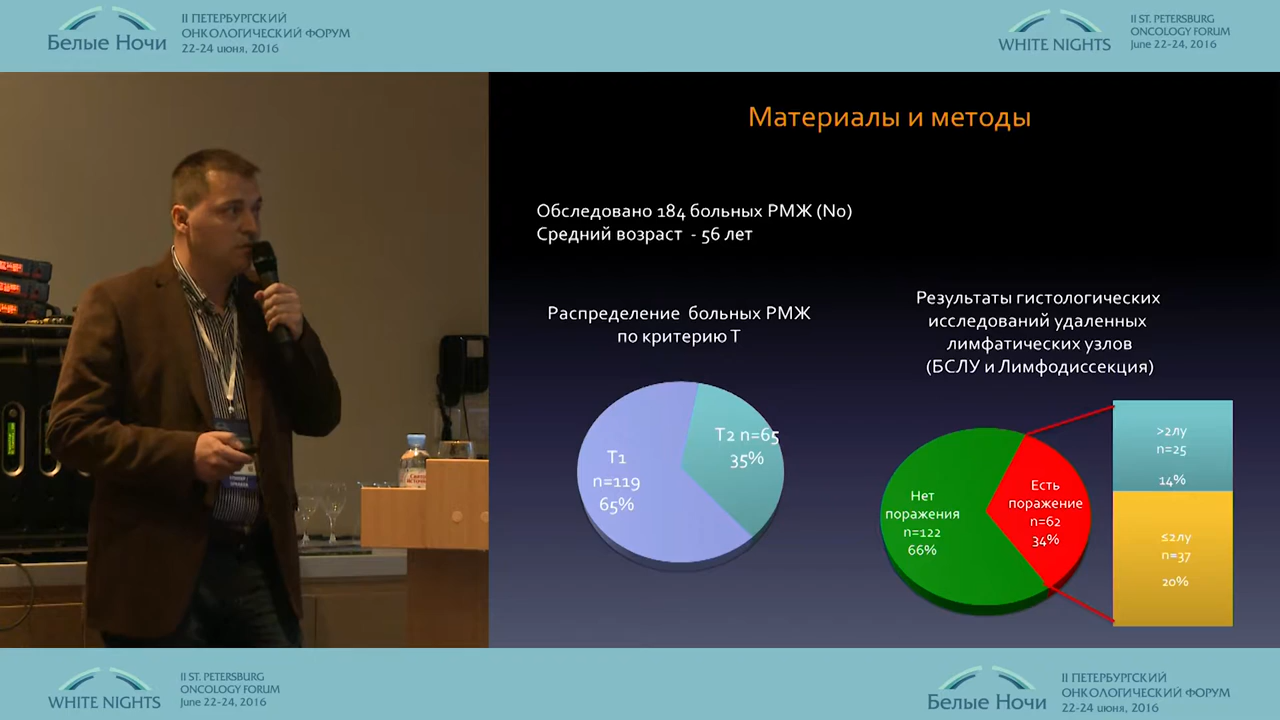 Белые Ночи
II ПЕТЕРБУРГСКИЙ
ОНКОЛОГИЧЕСКИЙ ФОРУМ
22-24 июня, 2016
WHITE NIGHTS
II ST. PETERSBURG
ONCOLOGY FORUM
June 22-24, 2016
Материалы и методы
Обследовано 184 больных РМЖ (No)
Средний возраст - 56 лет
Распределение больных РМЖ
по критерию Т
T1
n=119
65%
T2 n=65
35%
Результаты гистологических
исследований удаленных
лимфатических узлов
(БСЛУ и Лимфодиссекция)
Нет
поражения
n=122
66%
Есть
поражение
n=62
34%
>2лу
n=25
14%
≤2лу
n=37
20%
WHITE NIGHTS
II ST. PETERSBURG
ONCOLOGY FORUM
June 22-24, 2016
Белые Ночи
II ПЕТЕРБУРГСКИЙ
ОНКОЛОГИЧЕСКИЙ ФОРУМ
22-24 июня, 2016